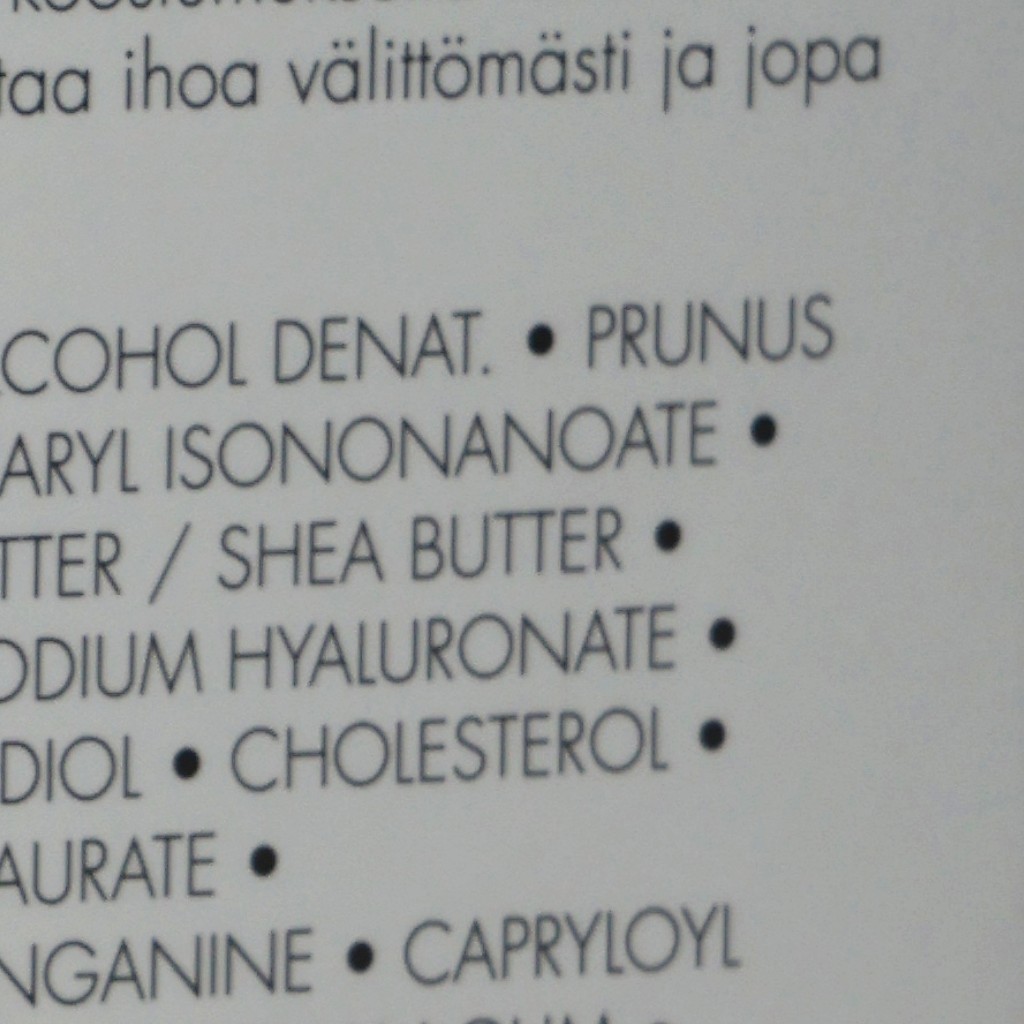 taa ihoa välittömästi ja jopa
COHOL DENAT. • PRUNUS
ARYL ISONONANOATE •
TTER / SHEA BUTTER •
ODIUM HYALURONATE •
DIOL • CHOLESTEROL •
AURATE •
NGANINE • CAPRYLOYL